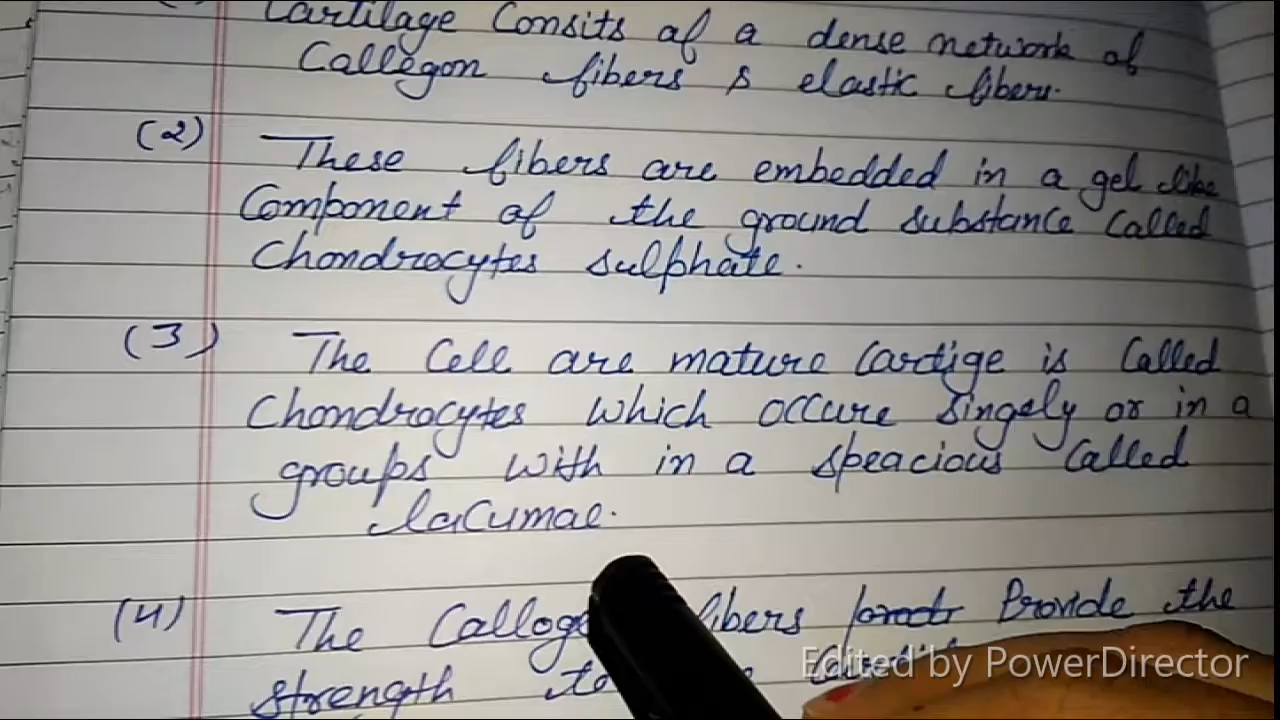 Cartilage Consits of a dense network of
Callegon fibers & elastic fibers.
(2) These fibers are embedded in a gel like
Component of the ground substance Called
Chondrocytes sulphate.
(3) The Cell are mature Cartige is Called
Chondrocytes which occure Singely or in a
groups with in a speacious Called
lacumae.
(4) The fibers Provide the
strength
Edited by PowerDirector